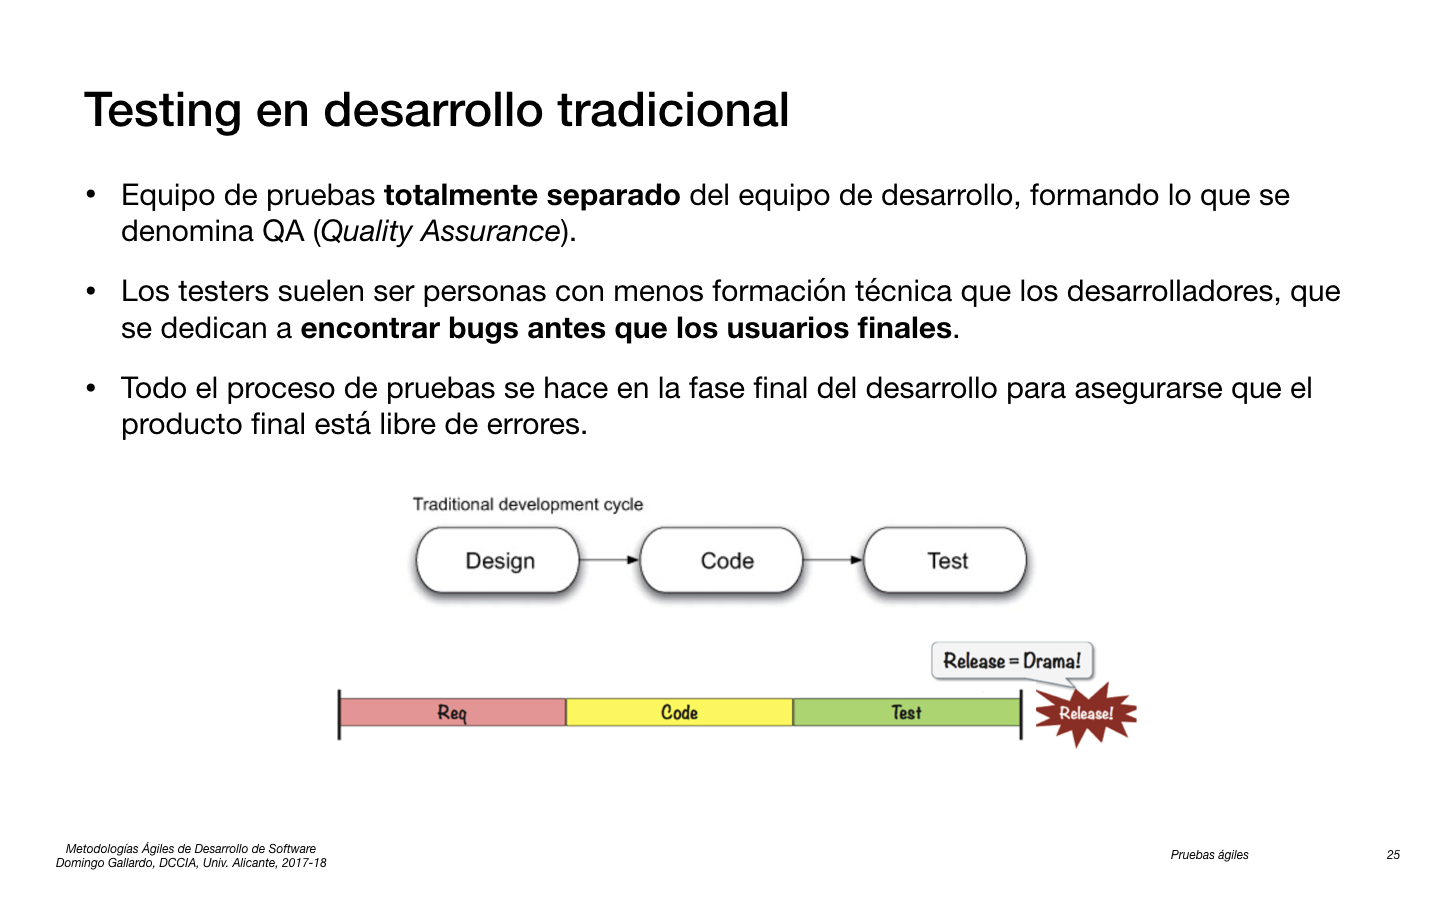 Testing en desarrollo tradicional
• Equipo de pruebas totalmente separado del equipo de desarrollo, formando lo que se
denomina QA (Quality Assurance).
• Los testers suelen ser personas con menos formación técnica que los desarrolladores, que
se dedican a encontrar bugs antes que los usuarios finales.
• Todo el proceso de pruebas se hace en la fase final del desarrollo para asegurarse que el
producto final está libre de errores.
Traditional development cycle
Design
Code
Test
Release = Drama!
Req
Code
Test
Release!
Metodologías Ágiles de Desarrollo de Software
Domingo Gallardo, DCCIA, Univ. Alicante, 2017-18
Pruebas ágiles
25